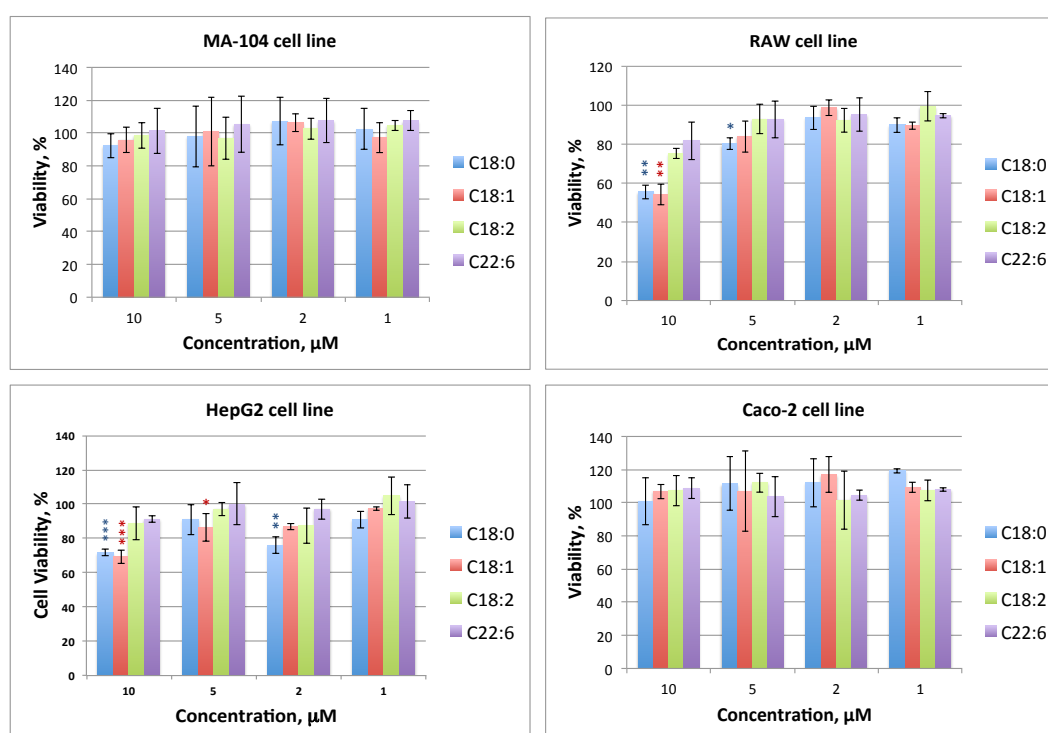 MA-104 cell line
140
120
100
80
60
40
20
0
Viability, %
10 5 2 1
Concentration, µM
C18:0
C18:1
C18:2
C22:6
RAW cell line
120
100
80
60
40
20
0
Viability, %
**
**
*
10 5 2 1
Concentration, µM
C18:0
C18:1
C18:2
C22:6
HepG2 cell line
140
120
100
80
60
40
20
0
Cell Viability, %
***
***
*
**
10 5 2 1
Concentration, µM
C18:0
C18:1
C18:2
C22:6
Caco-2 cell line
140
120
100
80
60
40
20
0
Viability, %
10 5 2 1
Concentration, µM
C18:0
C18:1
C18:2
C22:6